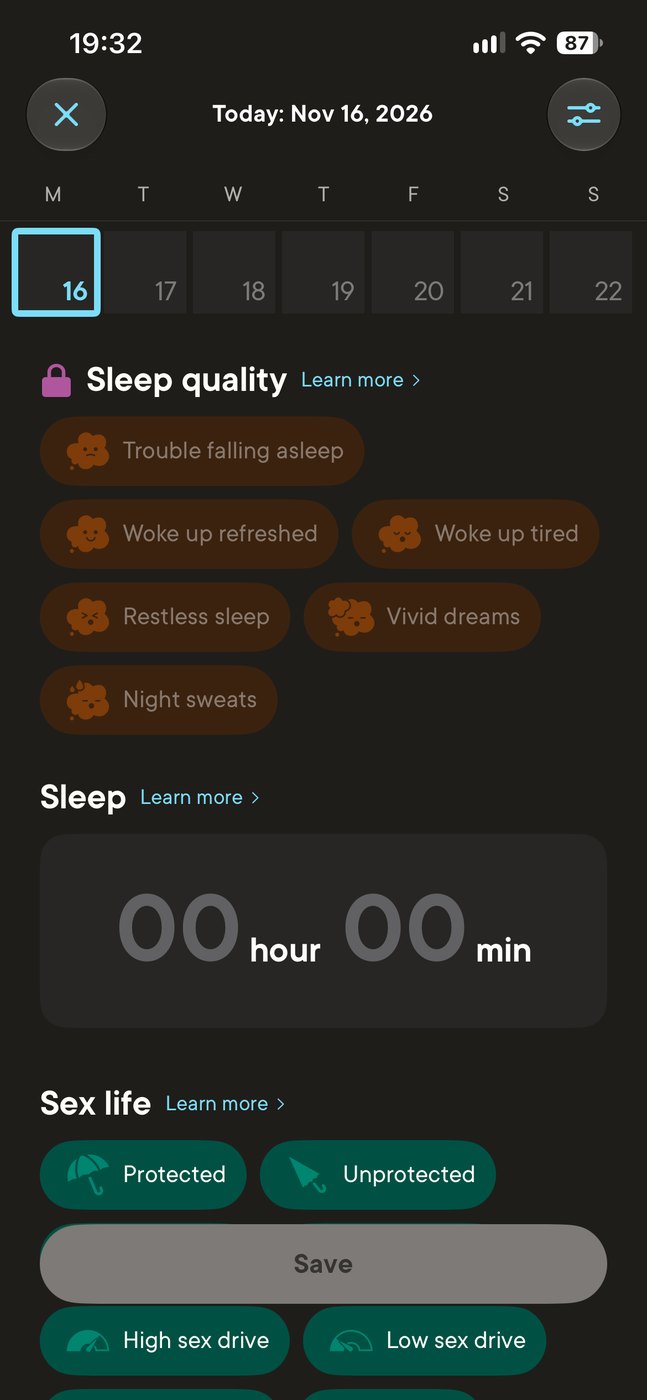 19:32
87
Today: Nov 16, 2026
M T W T F S S
16 17 18 19 20 21 22
Sleep quality Learn more
Trouble falling asleep
Woke up refreshed Woke up tired
Restless sleep Vivid dreams
Night sweats
Sleep Learn more
00 hour 00 min
Sex life Learn more
Protected Unprotected
Save
High sex drive Low sex drive